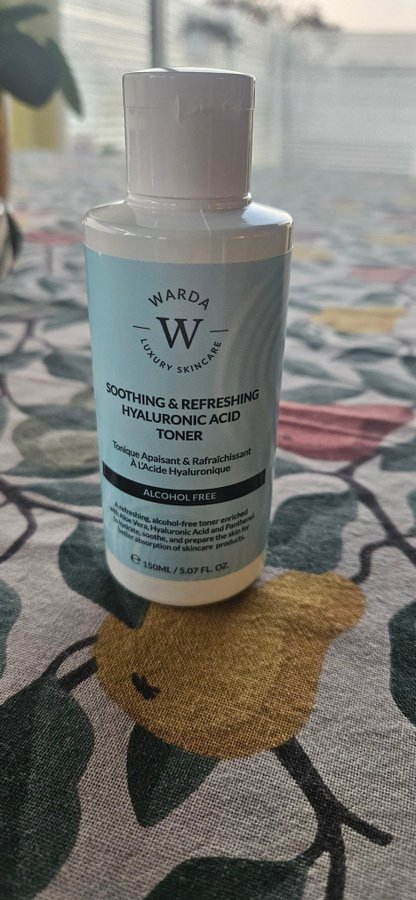 WARDA
W
LUXURY SKINCARE
SOOTHING & REFRESHING
HYALURONIC ACID
TONER
Tonique Apaisant & Rafraîchissant
À L'Acide Hyaluronique
ALCOHOL FREE
A refreshing, alcohol-free toner enriched
with Aloe Vera, Hyaluronic Acid and Panthenol
to hydrate, soothe, and prepare the skin for
better absorption of skincare products.
℮ 150ML / 5.07 FL. OZ.